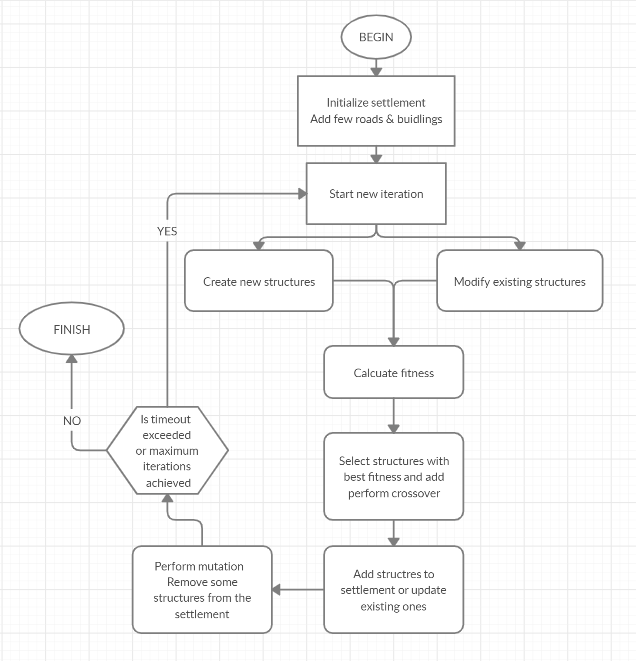 BEGIN
Initialize settlement
Add few roads & buidlings
Start new iteration
YES
Create new structures
Modify existing structures
FINISH
Calcuate fitness
NO
Is timeout
exceeded
or maximum
iterations
achieved
Select structures with
best fitness and add
perform crossover
Perform mutation
Remove some
structures from the
settlement
Add structres to
settlement or update
existing ones